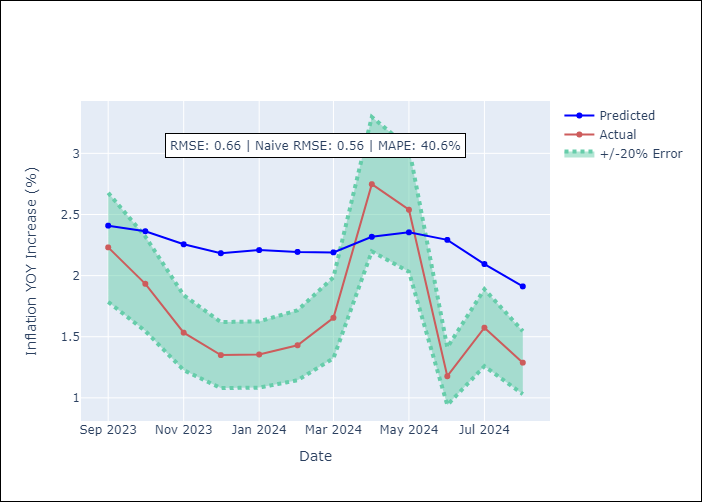 Predicted
Actual
+/-20% Error
RMSE: 0.66 | Naive RMSE: 0.56 | MAPE: 40.6%
Inflation YOY Increase (%)
3
2.5
2
1.5
1
Sep 2023 Nov 2023 Jan 2024 Mar 2024 May 2024 Jul 2024
Date